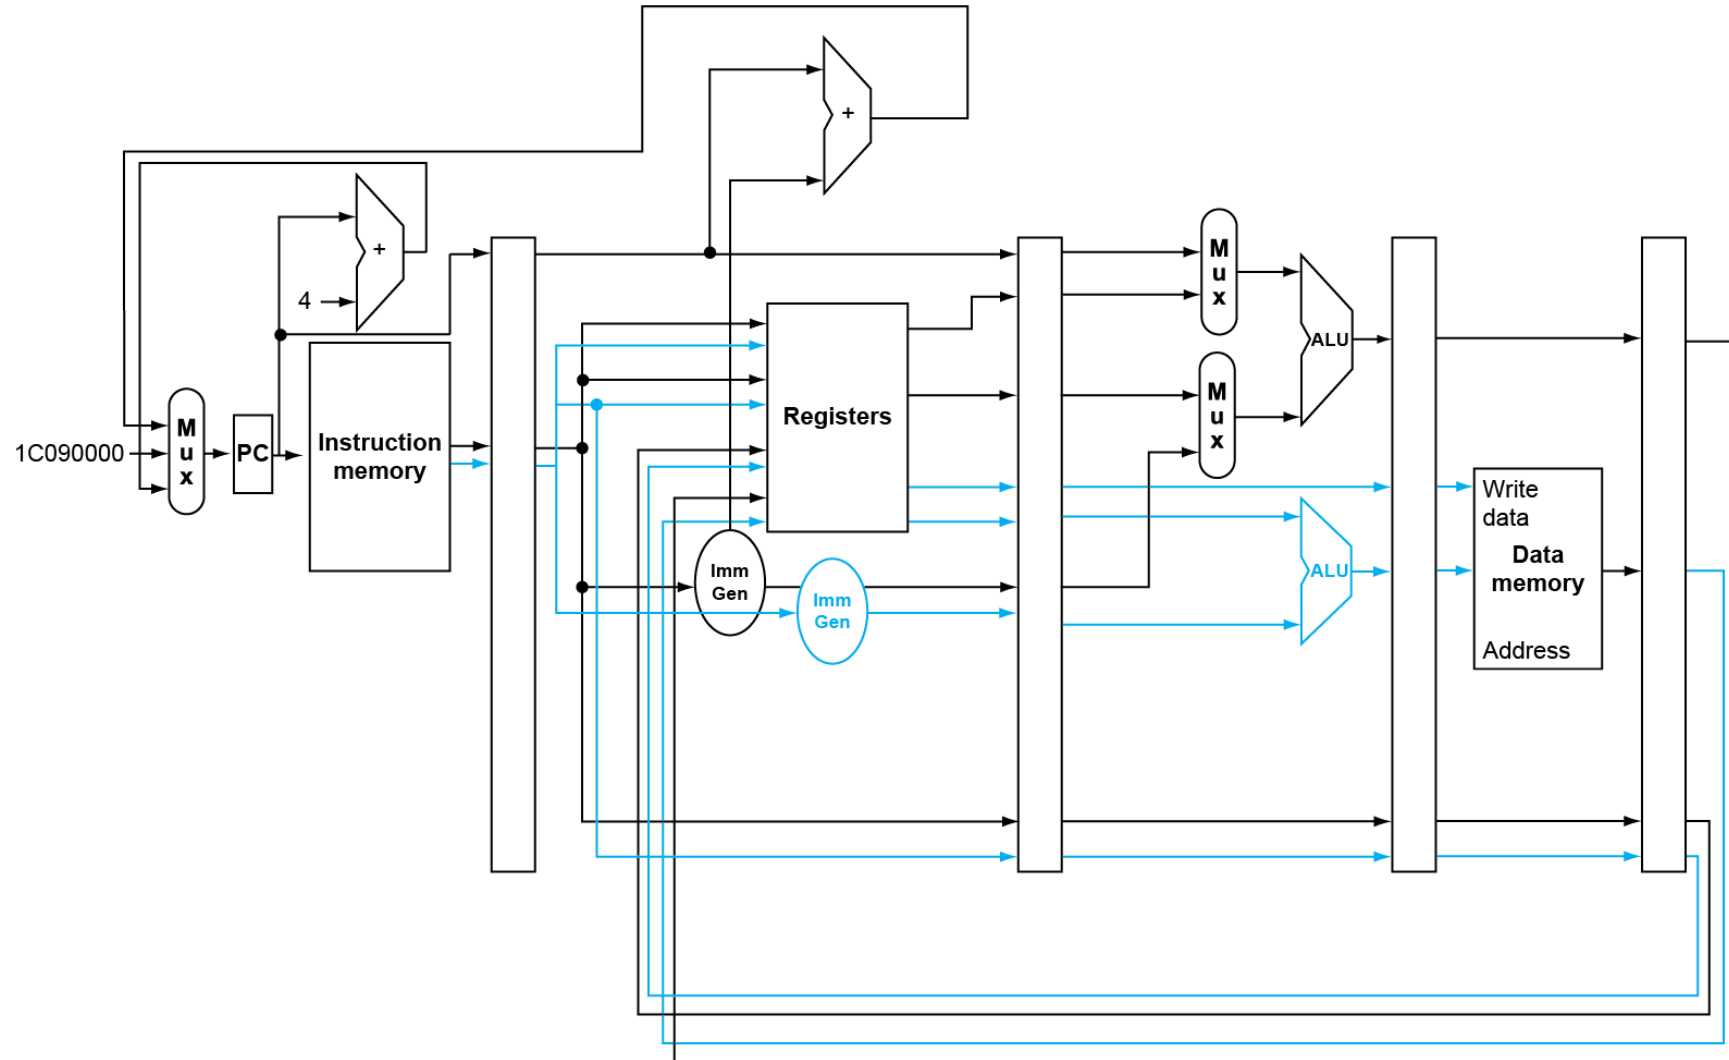 +
+
4
M
u
x
M
u
x
ALU
M
u
x
Registers
1C090000
M
u
x
PC
Instruction
memory
Write
data
Data
memory
Address
ALU
Imm
Gen
Imm
Gen